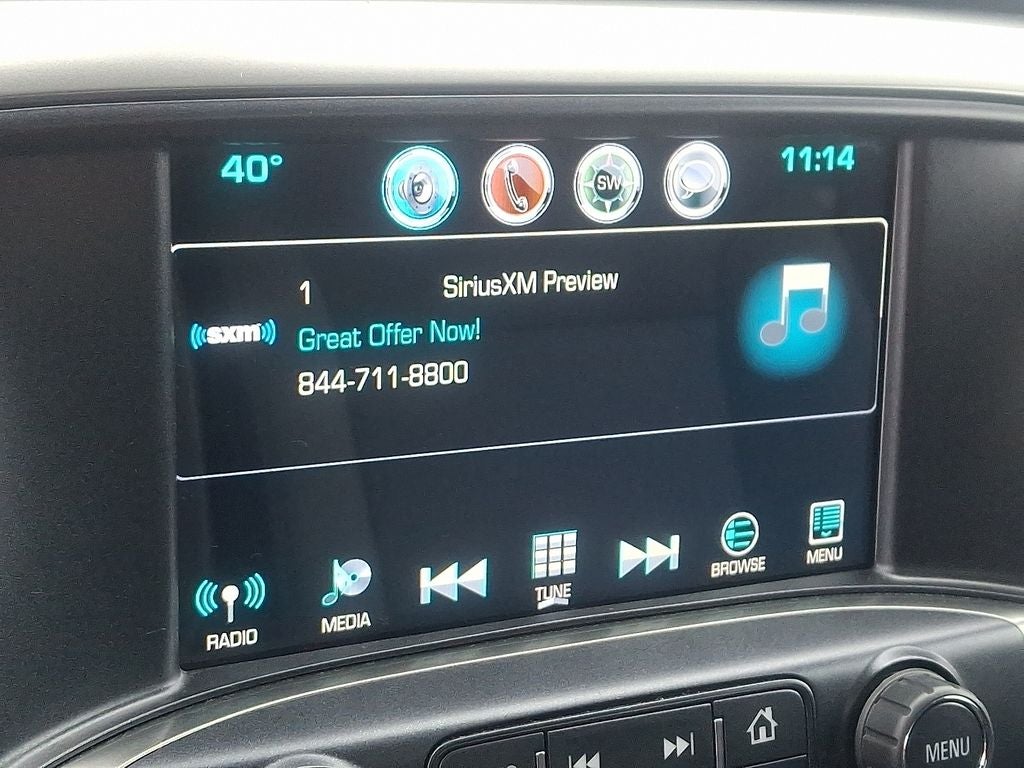 40°
SW
11:14
1
SiriusXM Preview
((sxm))
Great Offer Now!
844-711-8800
RADIO
MEDIA
TUNE
BROWSE
MENU
MENU